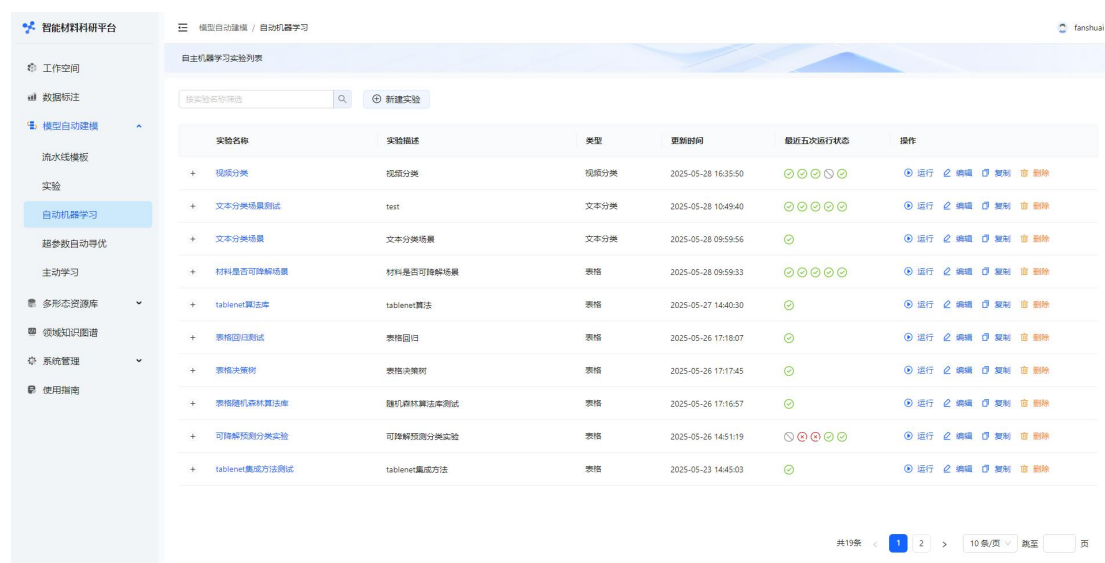 智能材料科研平台
模型自动建模 / 自动机器学习
fanshuai
工作空间
数据标注
模型自动建模
流水线模板
实验
自动机器学习
超参数自动寻优
主动学习
多形态资源库
领域知识图谱
系统管理
使用指南
自主机器学习实验列表
按实验名称筛选 新建实验
实验名称 实验描述 类型 更新时间 最近五次运行状态 操作
+ 视频分类 视频分类 视频分类 2025-05-28 16:35:50 运行 编辑 复制 删除
+ 文本分类场景测试 test 文本分类 2025-05-28 10:49:40 运行 编辑 复制 删除
+ 文本分类场景 文本分类场景 文本分类 2025-05-28 09:59:56 运行 编辑 复制 删除
+ 材料是否可降解场景 材料是否可降解场景 表格 2025-05-28 09:59:33 运行 编辑 复制 删除
+ tablenet算法库 tablenet算法 表格 2025-05-27 14:40:30 运行 编辑 复制 删除
+ 表格回归测试 表格回归 表格 2025-05-26 17:18:07 运行 编辑 复制 删除
+ 表格决策树 表格决策树 表格 2025-05-26 17:17:45 运行 编辑 复制 删除
+ 表格随机森林算法库 随机森林算法库测试 表格 2025-05-26 17:16:57 运行 编辑 复制 删除
+ 可降解预测分类实验 可降解预测分类实验 表格 2025-05-26 14:51:19 运行 编辑 复制 删除
+ tablenet集成方法测试 tablenet集成方法 表格 2025-05-23 14:45:03 运行 编辑 复制 删除
共19条 < 1 2 > 10 条/页 跳至 页